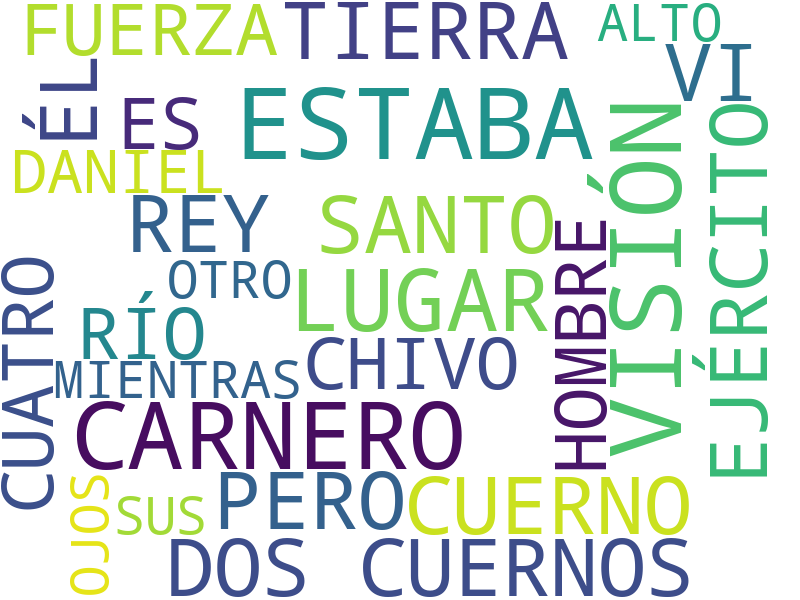 FUERZA
TIERRA
ALTO
VI
ÉL
ES
ESTABA
VISIÓN
EJÉRCITO
DANIEL
REY
SANTO
HOMBRE
OTRO
LUGAR
CUATRO
RÍO
CHIVO
MIENTRAS
CARNERO
OJOS
SUS
PERO
CUERNO
DOS CUERNOS